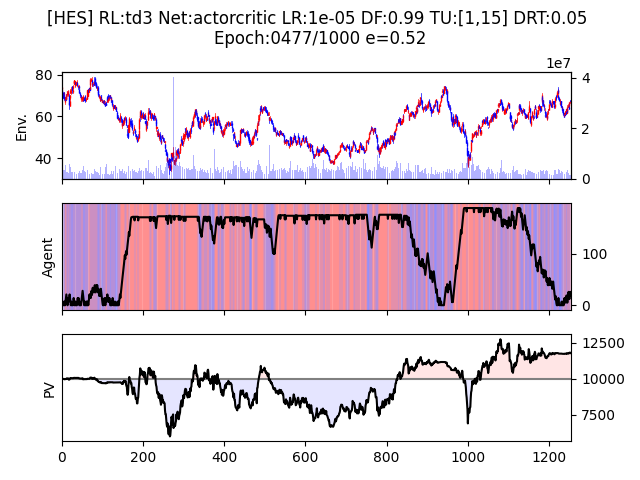 [HES] RL:td3 Net:actorcritic LR:1e-05 DF:0.99 TU:[1,15] DRT:0.05
Epoch:0477/1000 e=0.52
1e7
80
60
40
Env.
4
2
0
Agent
100
0
PV
12500
10000
7500
0 200 400 600 800 1000 1200